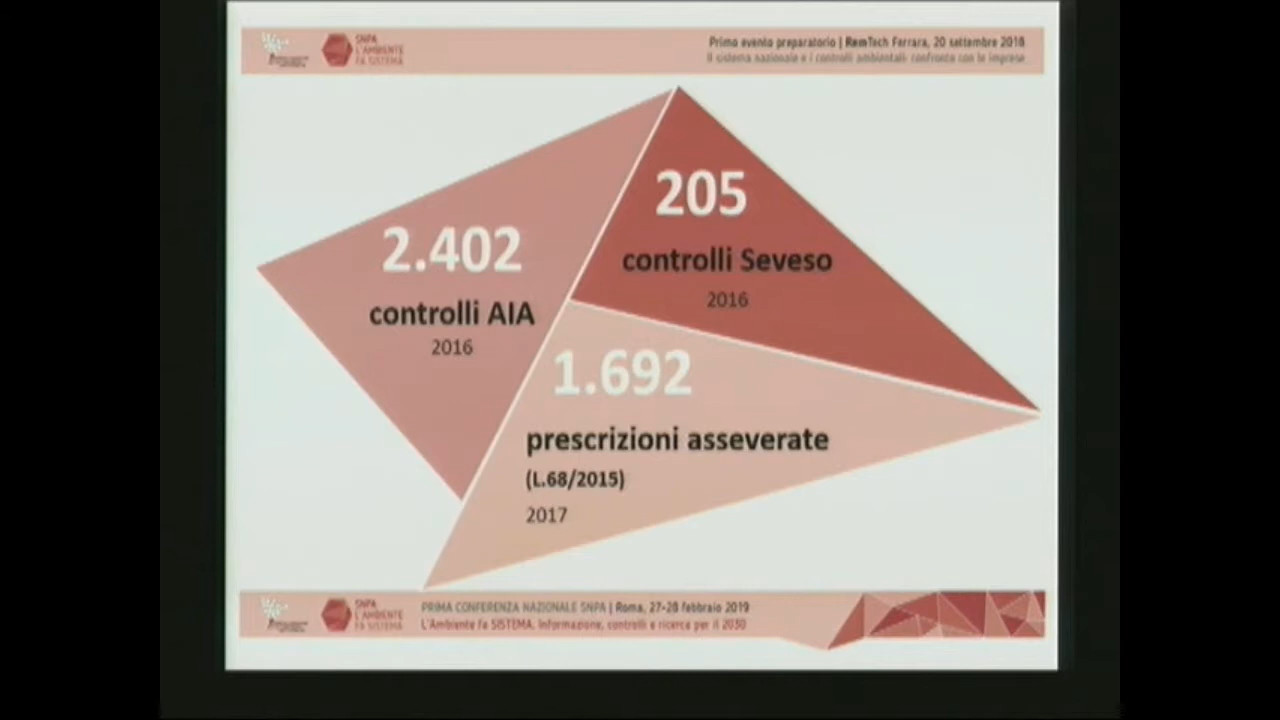 SNPA
L'AMBIENTE
FA SISTEMA
Primo evento preparatorio | RemTech Ferrara, 20 settembre 2018
Il sistema nazionale e i controlli ambientali: confronto con le imprese
205
controlli Seveso
2016
2.402
controlli AIA
2016
1.692
prescrizioni asseverate
(L.68/2015)
2017
SNPA
L'AMBIENTE
FA SISTEMA
PRIMA CONFERENZA NAZIONALE SNPA | Roma, 27-28 febbraio 2019
L'Ambiente fa SISTEMA. Informazione, controlli e ricerca per il 2030